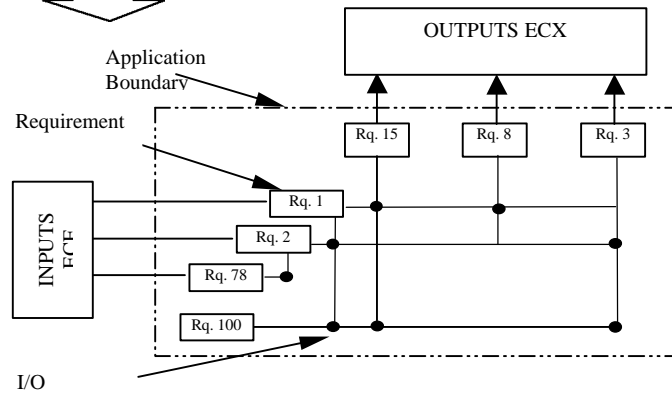 OUTPUTS ECX
Application
Boundary
Requirement
Rq. 15
Rq. 8
Rq. 3
Rq. 1
Rq. 2
Rq. 78
Rq. 100
INPUTS
I/O